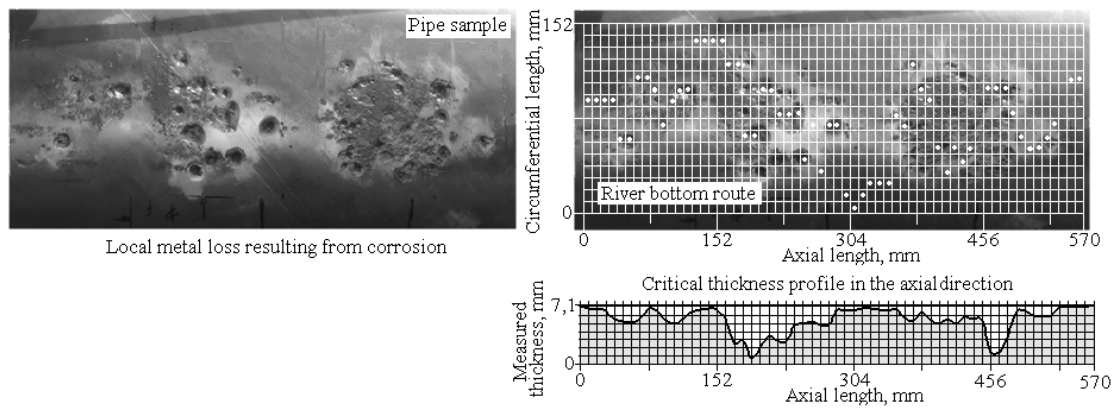 Pipe sample
Local metal loss resulting from corrosion
Circumferential length, mm
152
0
River bottom route
0 152 304 456 570
Axial length, mm
Critical thickness profile in the axial direction
Measured
thickness, mm
7,1
0
0 152 304 456 570
Axial length, mm